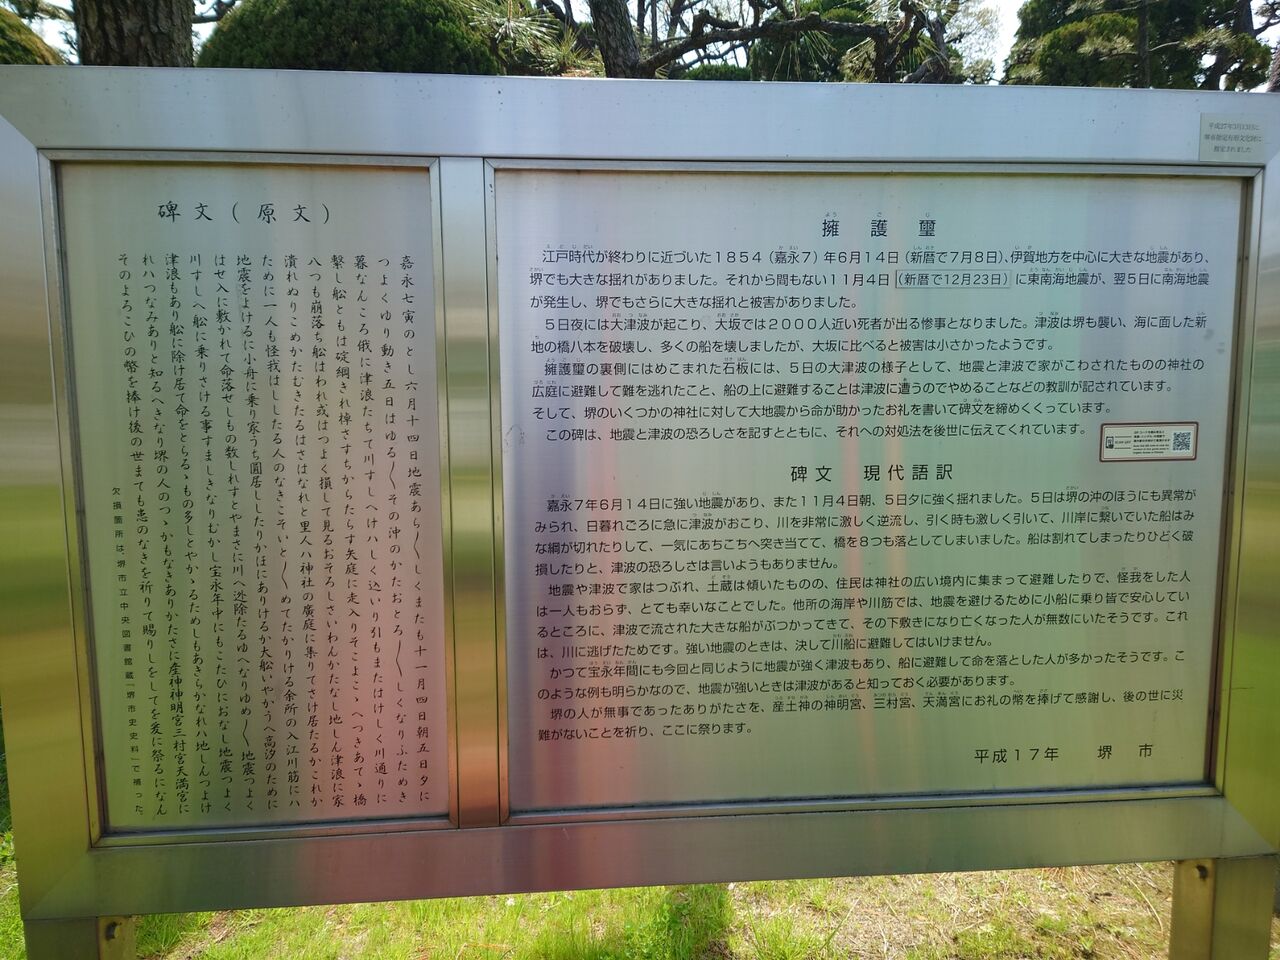 平成27年3月13日に
堺市指定有形文化財に
指定されました
碑文(原文)
嘉永七寅のとし六月十四日地震あら〱しくまたも十一月四日朝五日夕に
つよくゆり動き五日はゆる〱その沖のかたおとろ〱しくなりふためき
暮なんころ俄に津浪たちて川すしへけハしく込いり引もまたはけしく川通りに
繋し船ともは碇綱きれ棹さすちからたらす矢庭に走入りそこよこゝへつきあてゝ橋
八つも崩落ち船はわれ或はつよく損して見るおそろしさいわんかたなし地しん津浪に家
潰れぬりこめかたむきたるはさはなれと里人ハ神社の廣庭に集りてさけ居たるかこれか
ために一人も怪我はしたる人のなきこそいと〱めてたかりける余所の入江川筋にハ
地震をよけるに小舟に乗り家うち圓居したりかほにありけるか大船いやかうへ高汐のために
はせ入に敷かれて命落せしもの数しれすとやまさに川へ逃除たるゆへなりゆめ〱地震つよく
川すしへ船に乗りさける事すましきなりむかし宝永年中にもこたひにおなし地震つよく
津浪もあり船に除け居て命をとらるゝもの多しとやかゝるためしもあきらかなれハ地しんつよけ
れハつなみありと知るへきなり堺の人のつゝかもなきありかたさに産神神明宮三村宮天満宮に
そのよろこひの幣を捧け後の世まても恙のなきを祈りて賜りしをしてを爰に祭るになん
欠損箇所は、堺市立中央図書館蔵「堺市史史料」で補った。
擁護璽
江戸時代が終わりに近づいた1854(嘉永7)年6月14日(新暦で7月8日)、伊賀地方を中心に大きな地震があり、
堺でも大きな揺れがありました。それから間もない11月4日(新暦で12月23日)に東南海地震が、翌5日に南海地震
が発生し、堺でもさらに大きな揺れと被害がありました。
5日夜には大津波が起こり、大坂では2000人近い死者が出る惨事となりました。津波は堺も襲い、海に面した新
地の橋八本を破壊し、多くの船を壊しましたが、大坂に比べると被害は小さかったようです。
擁護璽の裏側にはめこまれた石板には、5日の大津波の様子として、地震と津波で家がこわされたものの神社の
広庭に避難して難を逃れたこと、船の上に避難することは津波に遭うのでやめることなどの教訓が記されています。
そして、堺のいくつかの神社に対して大地震から命が助かったお礼を書いて碑文を締めくくっています。
この碑は、地震と津波の恐ろしさを記すとともに、それへの対処法を後世に伝えてくれています。
碑文 現代語訳
嘉永7年6月14日に強い地震があり、また11月4日朝、5日夕に強く揺れました。5日は堺の沖のほうにも異常が
みられ、日暮れころに急に津波がおこり、川を非常に激しく逆流し、引く時も激しく引いて、川岸に繋いでいた船はみ
な綱が切れたりして、一気にあちこちへ突き当てて、橋を8つも落としてしまいました。船は割れてしまったりひどく破
損したりと、津波の恐ろしさは言いようもありません。
地震や津波で家はつぶれ、土蔵は傾いたものの、住民は神社の広い境内に集まって避難したりで、怪我をした人
は一人もおらず、とても幸いなことでした。他所の海岸や川筋では、地震を避けるために小船に乗り皆で安心してい
るところに、津波で流された大きな船がぶつかってきて、その下敷きになり亡くなった人が無数にいたそうです。これ
は、川に逃げたためです。強い地震のときは、決して川船に避難してはいけません。
かつて宝永年間にも今回と同じように地震が強く津波もあり、船に避難して命を落とした人が多かったそうです。こ
のような例も明らかなので、地震が強いときは津波があると知っておく必要があります。
堺の人が無事であったありがたさを、産土神の神明宮、三村宮、天満宮にお礼の幣を捧げて感謝し、後の世に災
難がないことを祈り、ここに祭ります。
平成17年 堺 市